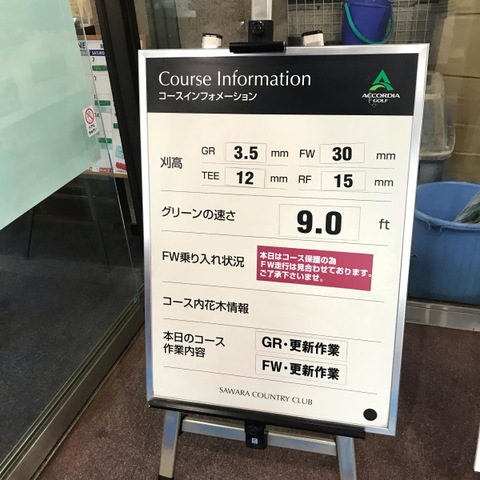 Course Information
コースインフォメーション
ACCORDIA
GOLF
刈高
GR 3.5 mm FW 30 mm
TEE 12 mm RF 15 mm
グリーンの速さ 9.0 ft
FW乗り入れ状況
本日はコース保護の為
FW走行は見合わせております。
ご了承下さいませ。
コース内花木情報
本日のコース
作業内容
GR・更新作業
FW・更新作業
SAWARA COUNTRY CLUB